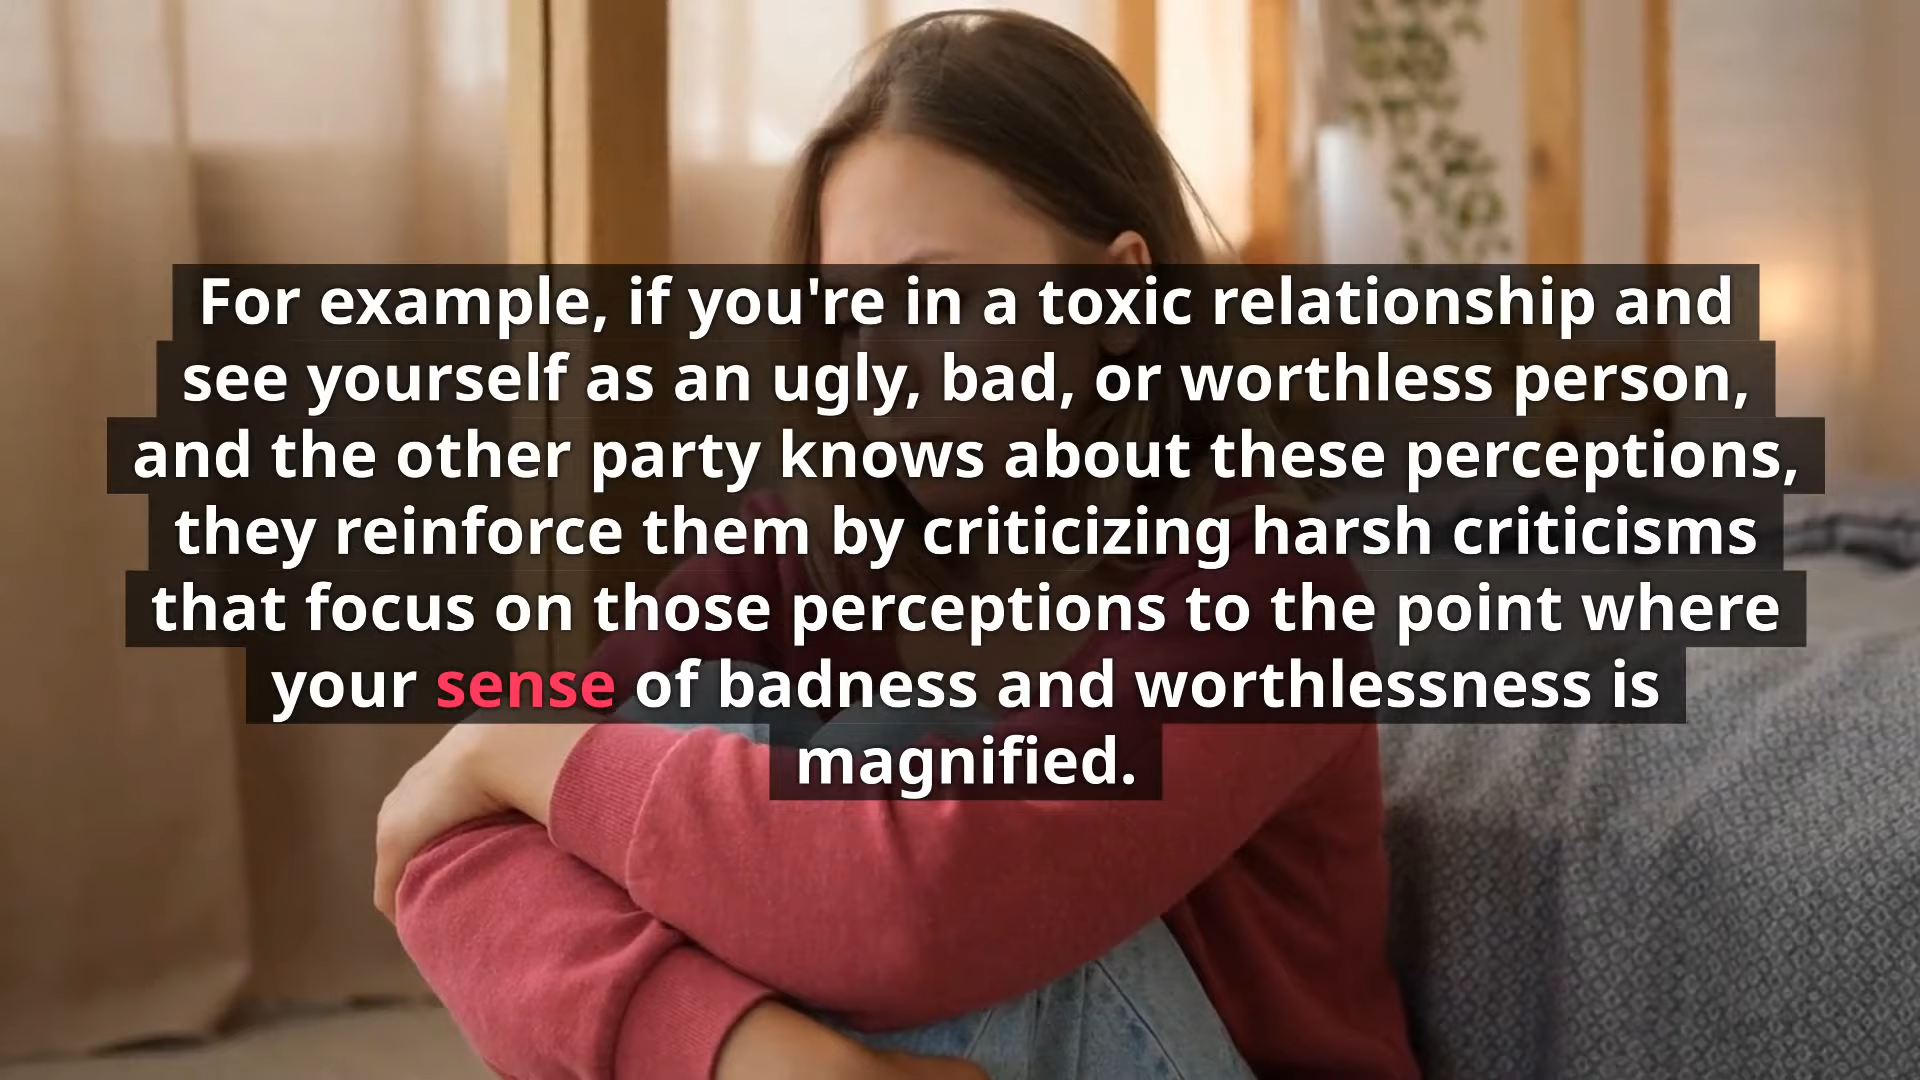 For example, if you're in a toxic relationship and
see yourself as an ugly, bad, or worthless person,
and the other party knows about these perceptions,
they reinforce them by criticizing harsh criticisms
that focus on those perceptions to the point where
your sense of badness and worthlessness is
magnified.